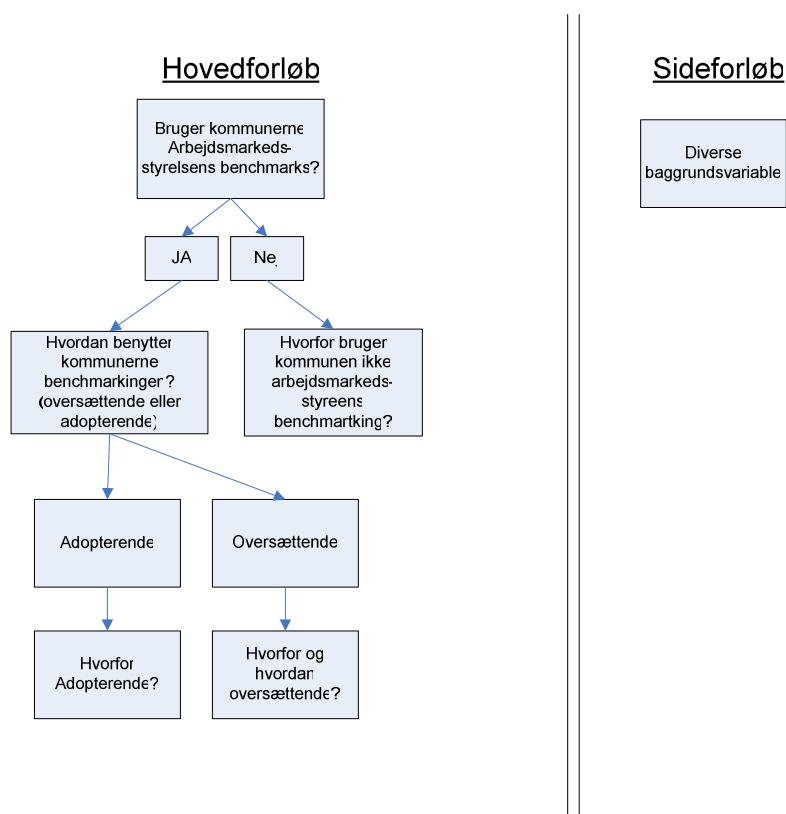 Hovedforløb
Bruger kommunerne
Arbejdsmarkeds-
styrelsens benchmarks?
JA
Nej
Hvordan benytter
kommunerne
benchmarkinger?
(oversættende eller
adopterende)
Hvorfor bruger
kommunen ikke
arbejdsmarkeds-
styreens
benchmartking?
Adopterende
Oversættende
Hvorfor
Adopterende?
Hvorfor og
hvordan
oversættende?
Sideforløb
Diverse
baggrundsvariable